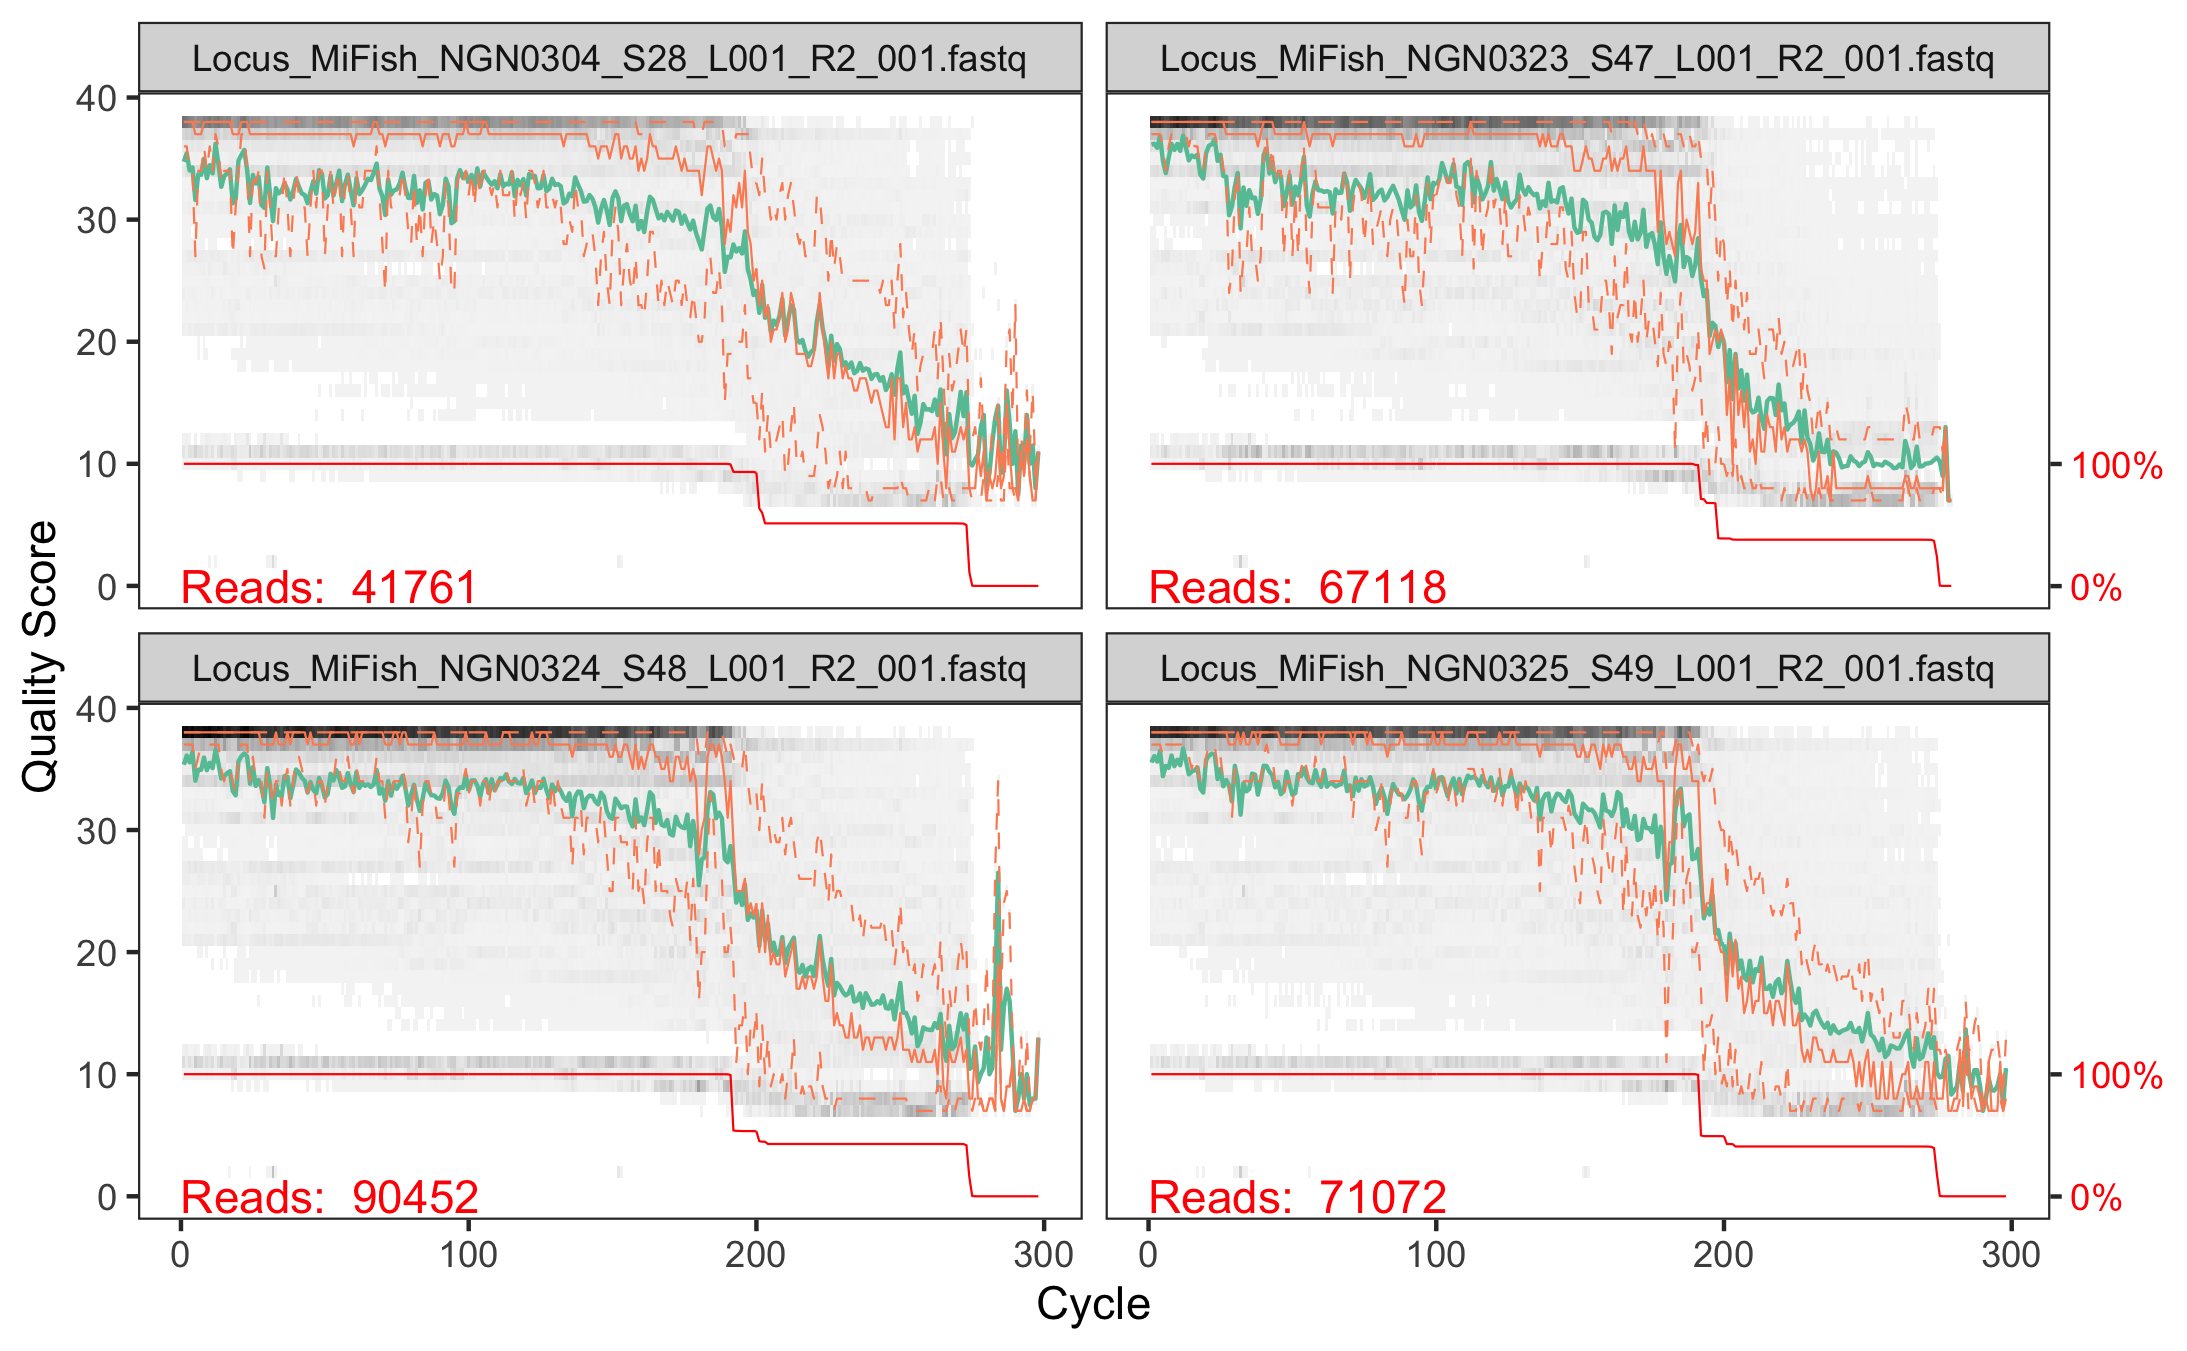 Locus_MiFish_NGN0304_S28_L001_R2_001.fastq
Locus_MiFish_NGN0323_S47_L001_R2_001.fastq
40
30
20
10
0
Reads: 41761
Reads: 67118
100%
0%
Quality Score
Locus_MiFish_NGN0324_S48_L001_R2_001.fastq
Locus_MiFish_NGN0325_S49_L001_R2_001.fastq
40
30
20
10
0
Reads: 90452
Reads: 71072
100%
0%
0 100 200 300
0 100 200 300
Cycle